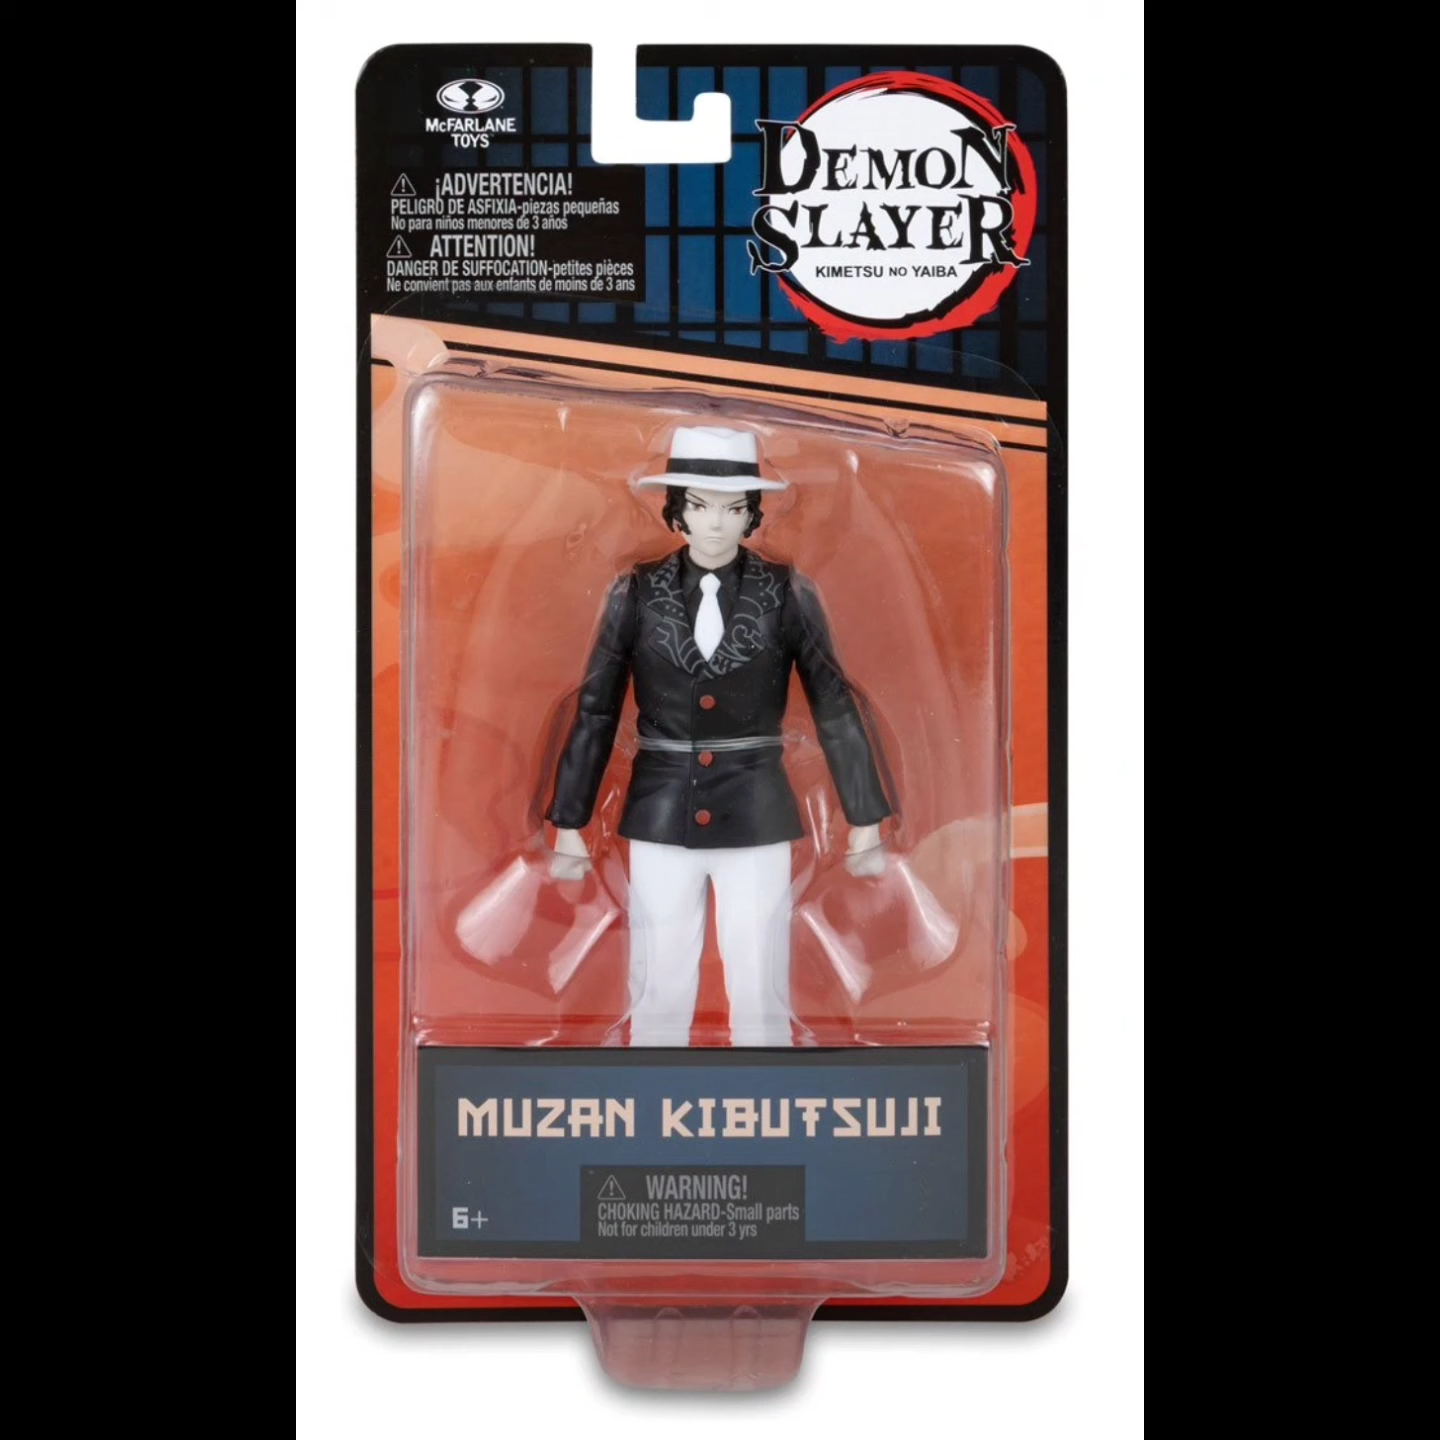 McFARLANE
TOYS
DEMON
SLAYER
KIMETSU NO YAIBA
¡ADVERTENCIA!
PELIGRO DE ASFIXIA-piezas pequeñas
No para niños menores de 3 años
ATTENTION!
DANGER DE SUFFOCATION-petites pièces
Ne convient pas aux enfants de moins de 3 ans
MUZAN KIBUTSUJI
6+
WARNING!
CHOKING HAZARD-Small parts
Not for children under 3 yrs